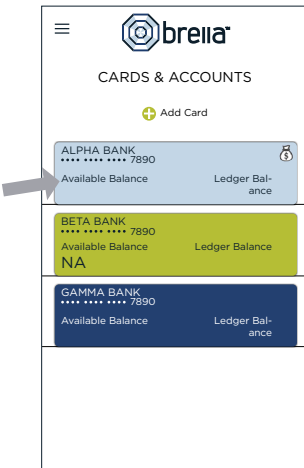 brella
CARDS & ACCOUNTS
Add Card
ALPHA BANK
•••• •••• •••• 7890
Available Balance Ledger Bal-
ance
BETA BANK
•••• •••• •••• 7890
Available Balance Ledger Balance
NA
GAMMA BANK
•••• •••• •••• 7890
Available Balance Ledger Bal-
ance